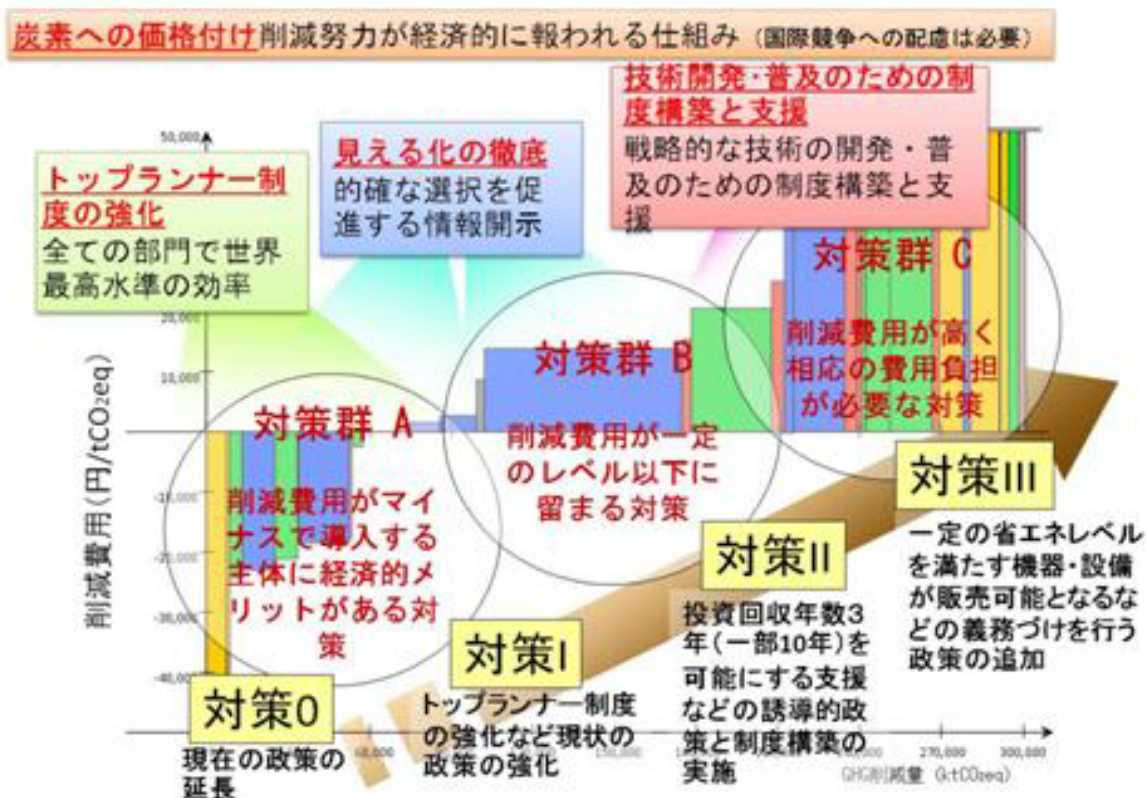 炭素への価格付け削減努力が経済的に報われる仕組み（国際競争への配慮は必要）
技術開発・普及のための制
度構築と支援
戦略的な技術の開発・普
及のための制度構築と支
援
見える化の徹底
的確な選択を促
進する情報開示
トップランナー制
度の強化
全ての部門で世界
最高水準の効率
50,000
10,000
-20,000
-30,000
-40,000
削減費用(円/tCO₂eq)
対策群 A
削減費用がマイ
ナスで導入する
主体に経済的メ
リットがある対
策
対策群 B
削減費用が一定
のレベル以下に
留まる対策
対策群 C
削減費用が高く
相応の費用負担
が必要な対策
対策0
現在の政策の
延長
対策I
トップランナー制度
の強化など現状の
政策の強化
対策II
投資回収年数3
年（一部10年）を
可能にする支援
などの誘導的政
策と制度構築の
実施
対策III
一定の省エネレベル
を満たす機器・設備
が販売可能となるな
どの義務づけを行う
政策の追加
270,000
300,000
GHG削減量 (ktCO₂eq)